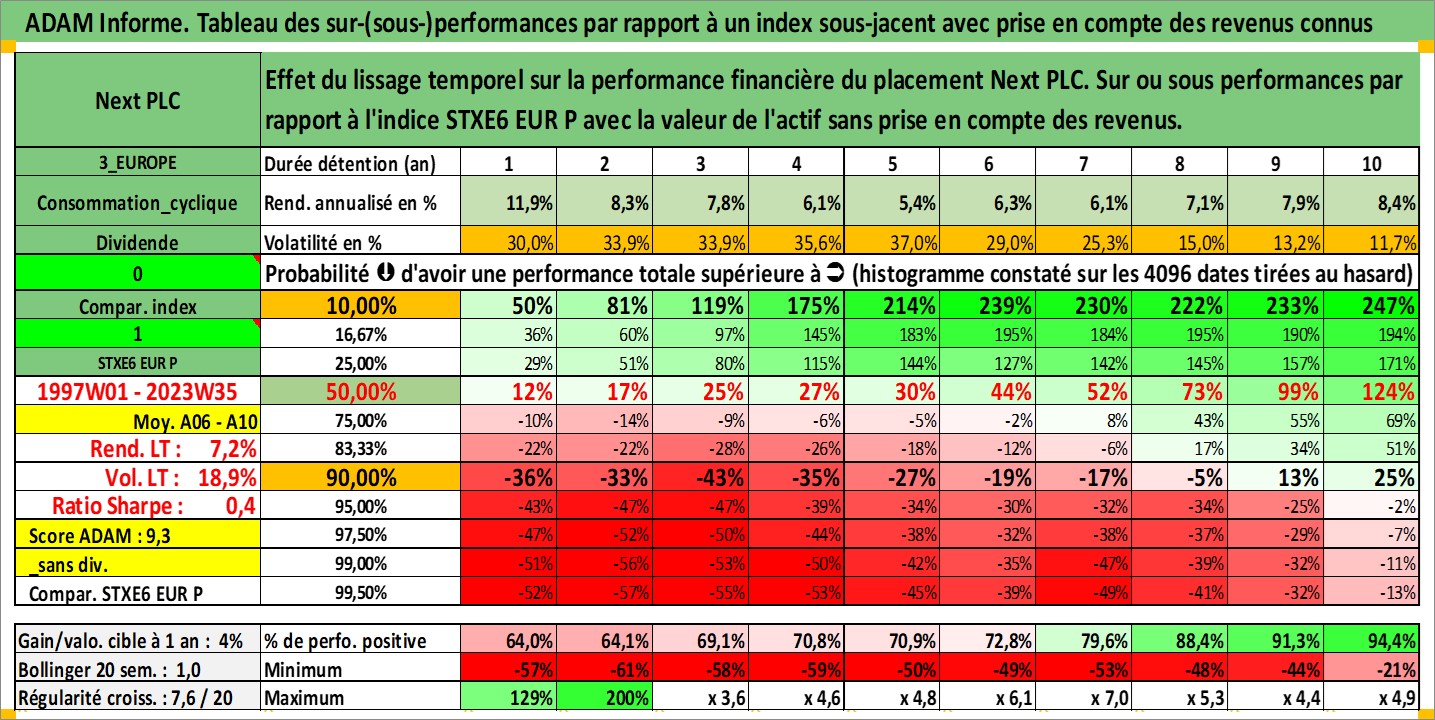 ADAM Informe. Tableau des sur-(sous-)performances par rapport à un index sous-jacent avec prise en compte des revenus connus
Next PLC
Effet du lissage temporel sur la performance financière du placement Next PLC. Sur ou sous performances par
rapport à l'indice STXE6 EUR P avec la valeur de l'actif sans prise en compte des revenus.
3_EUROPE Durée détention (an) 1 2 3 4 5 6 7 8 9 10
Consommation_cyclique Rend. annualisé en % 11,9% 8,3% 7,8% 6,1% 5,4% 6,3% 6,1% 7,1% 7,9% 8,4%
Dividende Volatilité en % 30,0% 33,9% 33,9% 35,6% 37,0% 29,0% 25,3% 15,0% 13,2% 11,7%
0 Probabilité 🡇 d'avoir une performance totale supérieure à ➲ (histogramme constaté sur les 4096 dates tirées au hasard)
Compar. index 10,00% 50% 81% 119% 175% 214% 239% 230% 222% 233% 247%
1 16,67% 36% 60% 97% 145% 183% 195% 184% 195% 190% 194%
STXE6 EUR P 25,00% 29% 51% 80% 115% 144% 127% 142% 145% 157% 171%
1997W01 - 2023W35 50,00% 12% 17% 25% 27% 30% 44% 52% 73% 99% 124%
Moy. A06 - A10 75,00% -10% -14% -9% -6% -5% -2% 8% 43% 55% 69%
Rend. LT : 7,2% 83,33% -22% -22% -28% -26% -18% -12% -6% 17% 34% 51%
Vol. LT : 18,9% 90,00% -36% -33% -43% -35% -27% -19% -17% -5% 13% 25%
Ratio Sharpe : 0,4 95,00% -43% -47% -47% -39% -34% -30% -32% -34% -25% -2%
Score ADAM : 9,3 97,50% -47% -52% -50% -44% -38% -32% -38% -37% -29% -7%
_sans div. 99,00% -51% -56% -53% -50% -42% -35% -47% -39% -32% -11%
Compar. STXE6 EUR P 99,50% -52% -57% -55% -53% -45% -39% -49% -41% -32% -13%
Gain/valo. cible à 1 an : 4% % de perfo. positive 64,0% 64,1% 69,1% 70,8% 70,9% 72,8% 79,6% 88,4% 91,3% 94,4%
Bollinger 20 sem. : 1,0 Minimum -57% -61% -58% -59% -50% -49% -53% -48% -44% -21%
Régularité croiss. : 7,6 / 20 Maximum 129% 200% x 3,6 x 4,6 x 4,8 x 6,1 x 7,0 x 5,3 x 4,4 x 4,9